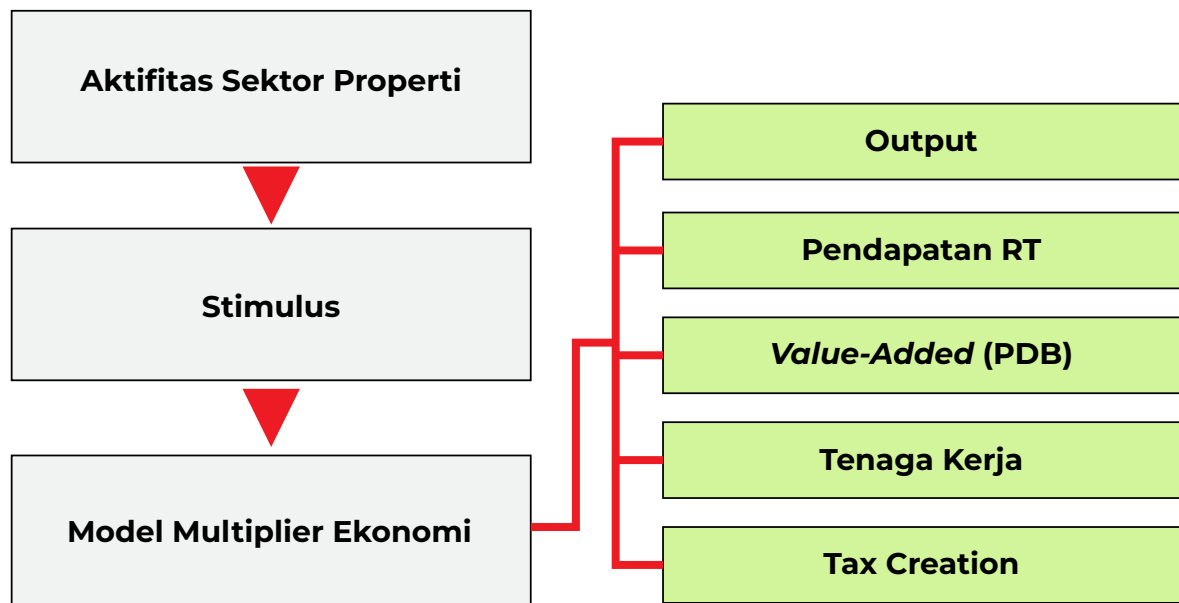 Aktifitas Sektor Properti
Stimulus
Model Multiplier Ekonomi
Output
Pendapatan RT
Value-Added (PDB)
Tenaga Kerja
Tax Creation